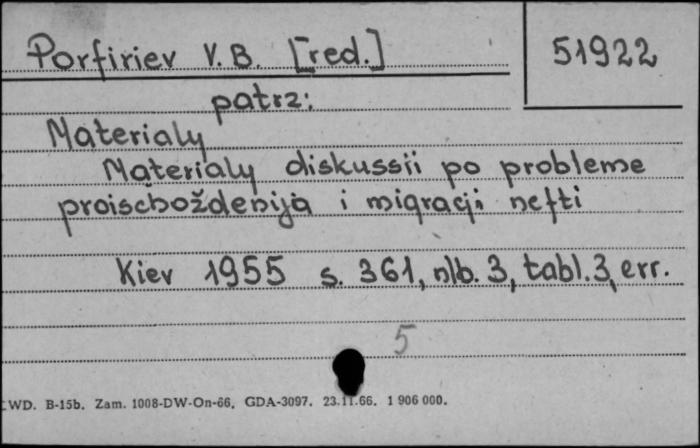 Porfiriev V.B. [red.]
51922
patrz:
Materialy
Materialy diskussii po probleme
proischoždenija i migracji nefti
Kiev 1955 s. 361, nlb. 3, tabl. 3, err.
5
WD. B-15b. Zam. 1008-DW-On-66. GDA-3097. 23.11.66. 1 906 000.